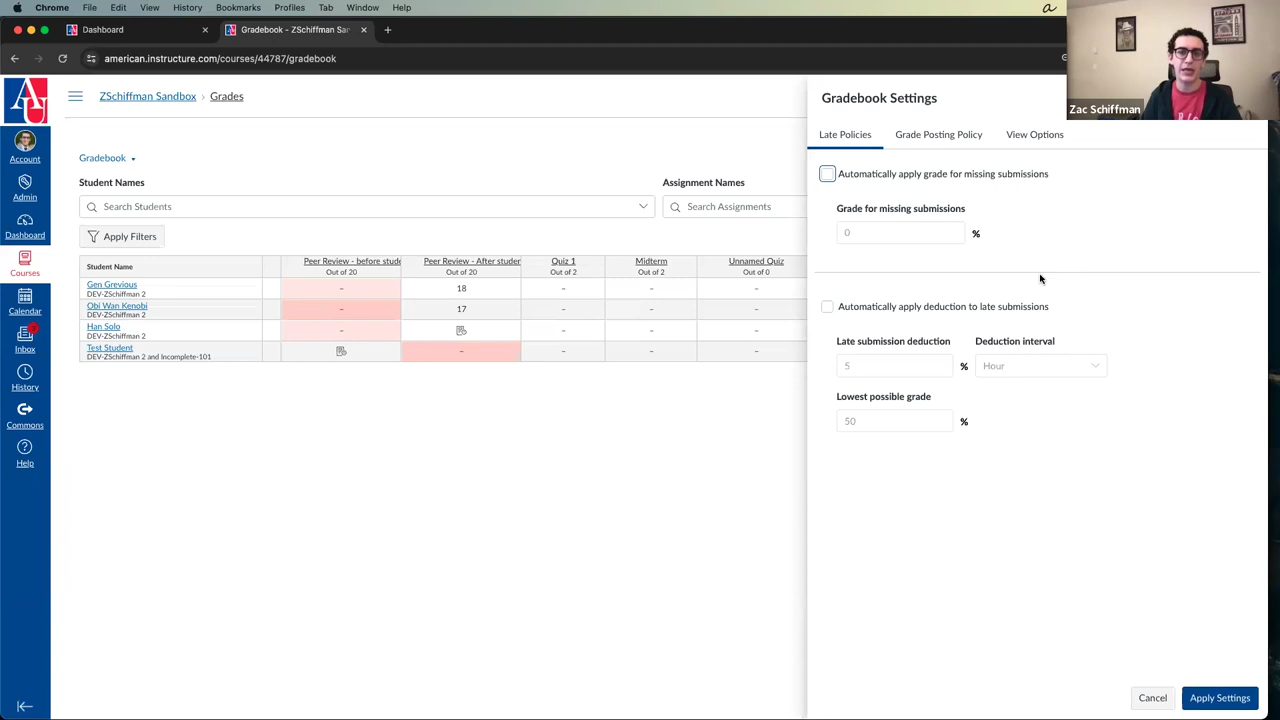 Chrome File Edit View History Bookmarks Profiles Tab Window Help
Dashboard
Gradebook - ZSchiffman San
american.instructure.com/courses/44787/gradebook
Zac Schiffman
AU
Account
Admin
Dashboard
Courses
Calendar
Inbox
History
Commons
Help
ZSchiffman Sandbox › Grades
Gradebook
Student Names
Search Students
Assignment Names
Search Assignments
Apply Filters
Student Name
Peer Review - before stude
Out of 20
Peer Review - After studen
Out of 20
Quiz 1
Out of 2
Midterm
Out of 2
Unnamed Quiz
Out of 0
Gen Grevious
DEV-ZSchiffman 2
– 18 – – –
Obi Wan Kenobi
DEV-ZSchiffman 2
– 17 – – –
Han Solo
DEV-ZSchiffman 2
– – – –
Test Student
DEV-ZSchiffman 2 and Incomplete-101
– – – –
Gradebook Settings
Late Policies Grade Posting Policy View Options
Automatically apply grade for missing submissions
Grade for missing submissions
0 %
Automatically apply deduction to late submissions
Late submission deduction Deduction interval
5 % Hour
Lowest possible grade
50 %
Cancel Apply Settings